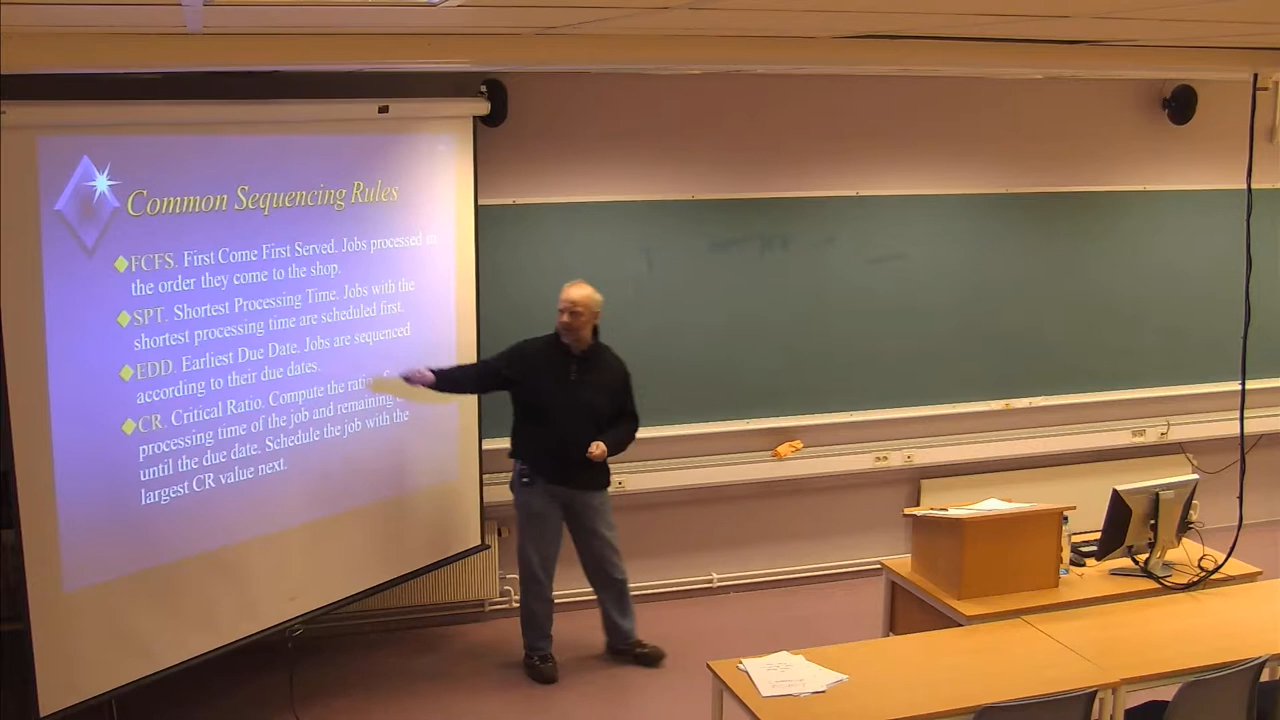 Common Sequencing Rules
FCFS. First Come First Served. Jobs processed in
the order they come to the shop.
SPT. Shortest Processing Time. Jobs with the
shortest processing time are scheduled first.
EDD. Earliest Due Date. Jobs are sequenced
according to their due dates.
CR. Critical Ratio. Compute the ratio
processing time of the job and remaining
until the due date. Schedule the job with the
largest CR value next.